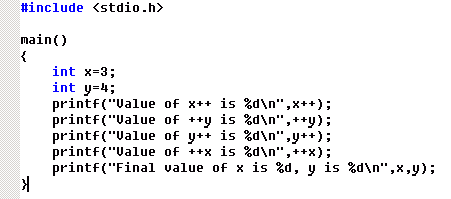 #include <stdio.h>
main()
{
int x=3;
int y=4;
printf("Value of x++ is %d\n",x++);
printf("Value of ++y is %d\n",++y);
printf("Value of y++ is %d\n",y++);
printf("Value of ++x is %d\n",++x);
printf("Final value of x is %d, y is %d\n",x,y);
}